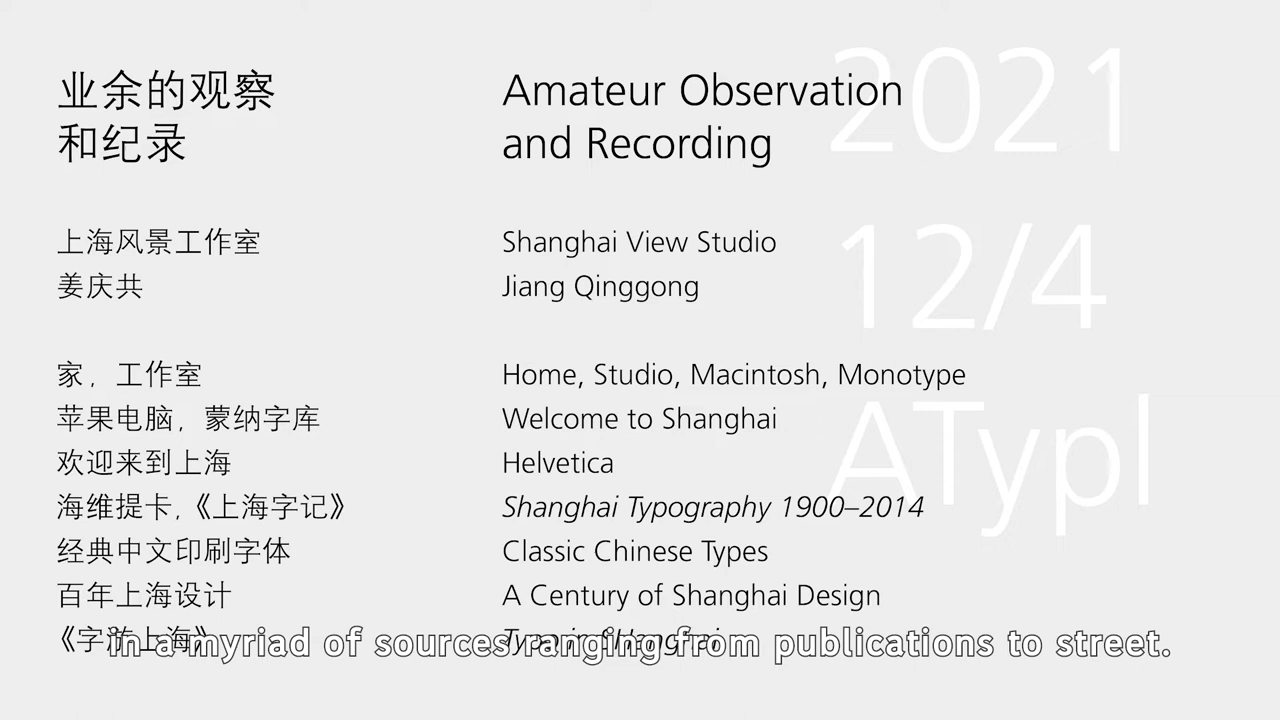 业余的观察
和纪录
Amateur Observation
and Recording
2021
12/4
ATypI
上海风景工作室
姜庆共
Shanghai View Studio
Jiang Qinggong
家，工作室
苹果电脑，蒙纳字库
欢迎来到上海
海维提卡，《上海字记》
经典中文印刷字体
百年上海设计
《字游上海》
Home, Studio, Macintosh, Monotype
Welcome to Shanghai
Helvetica
Shanghai Typography 1900–2014
Classic Chinese Types
A Century of Shanghai Design
in a myriad of sources ranging from publications to street.